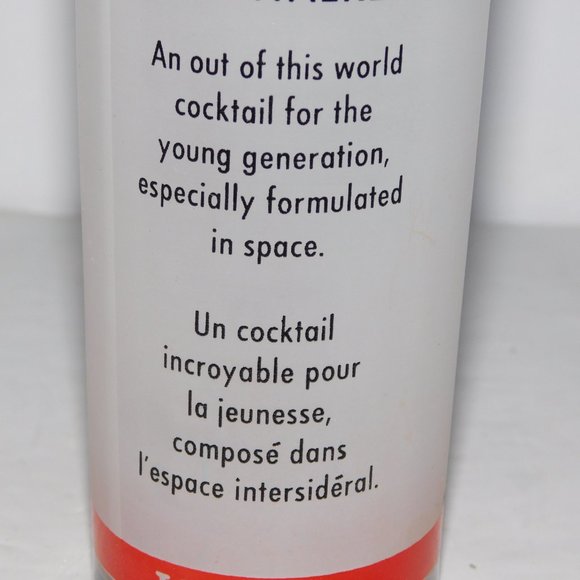 An out of this world
cocktail for the
young generation,
especially formulated
in space.
Un cocktail
incroyable pour
la jeunesse,
composé dans
l'espace intersidéral.